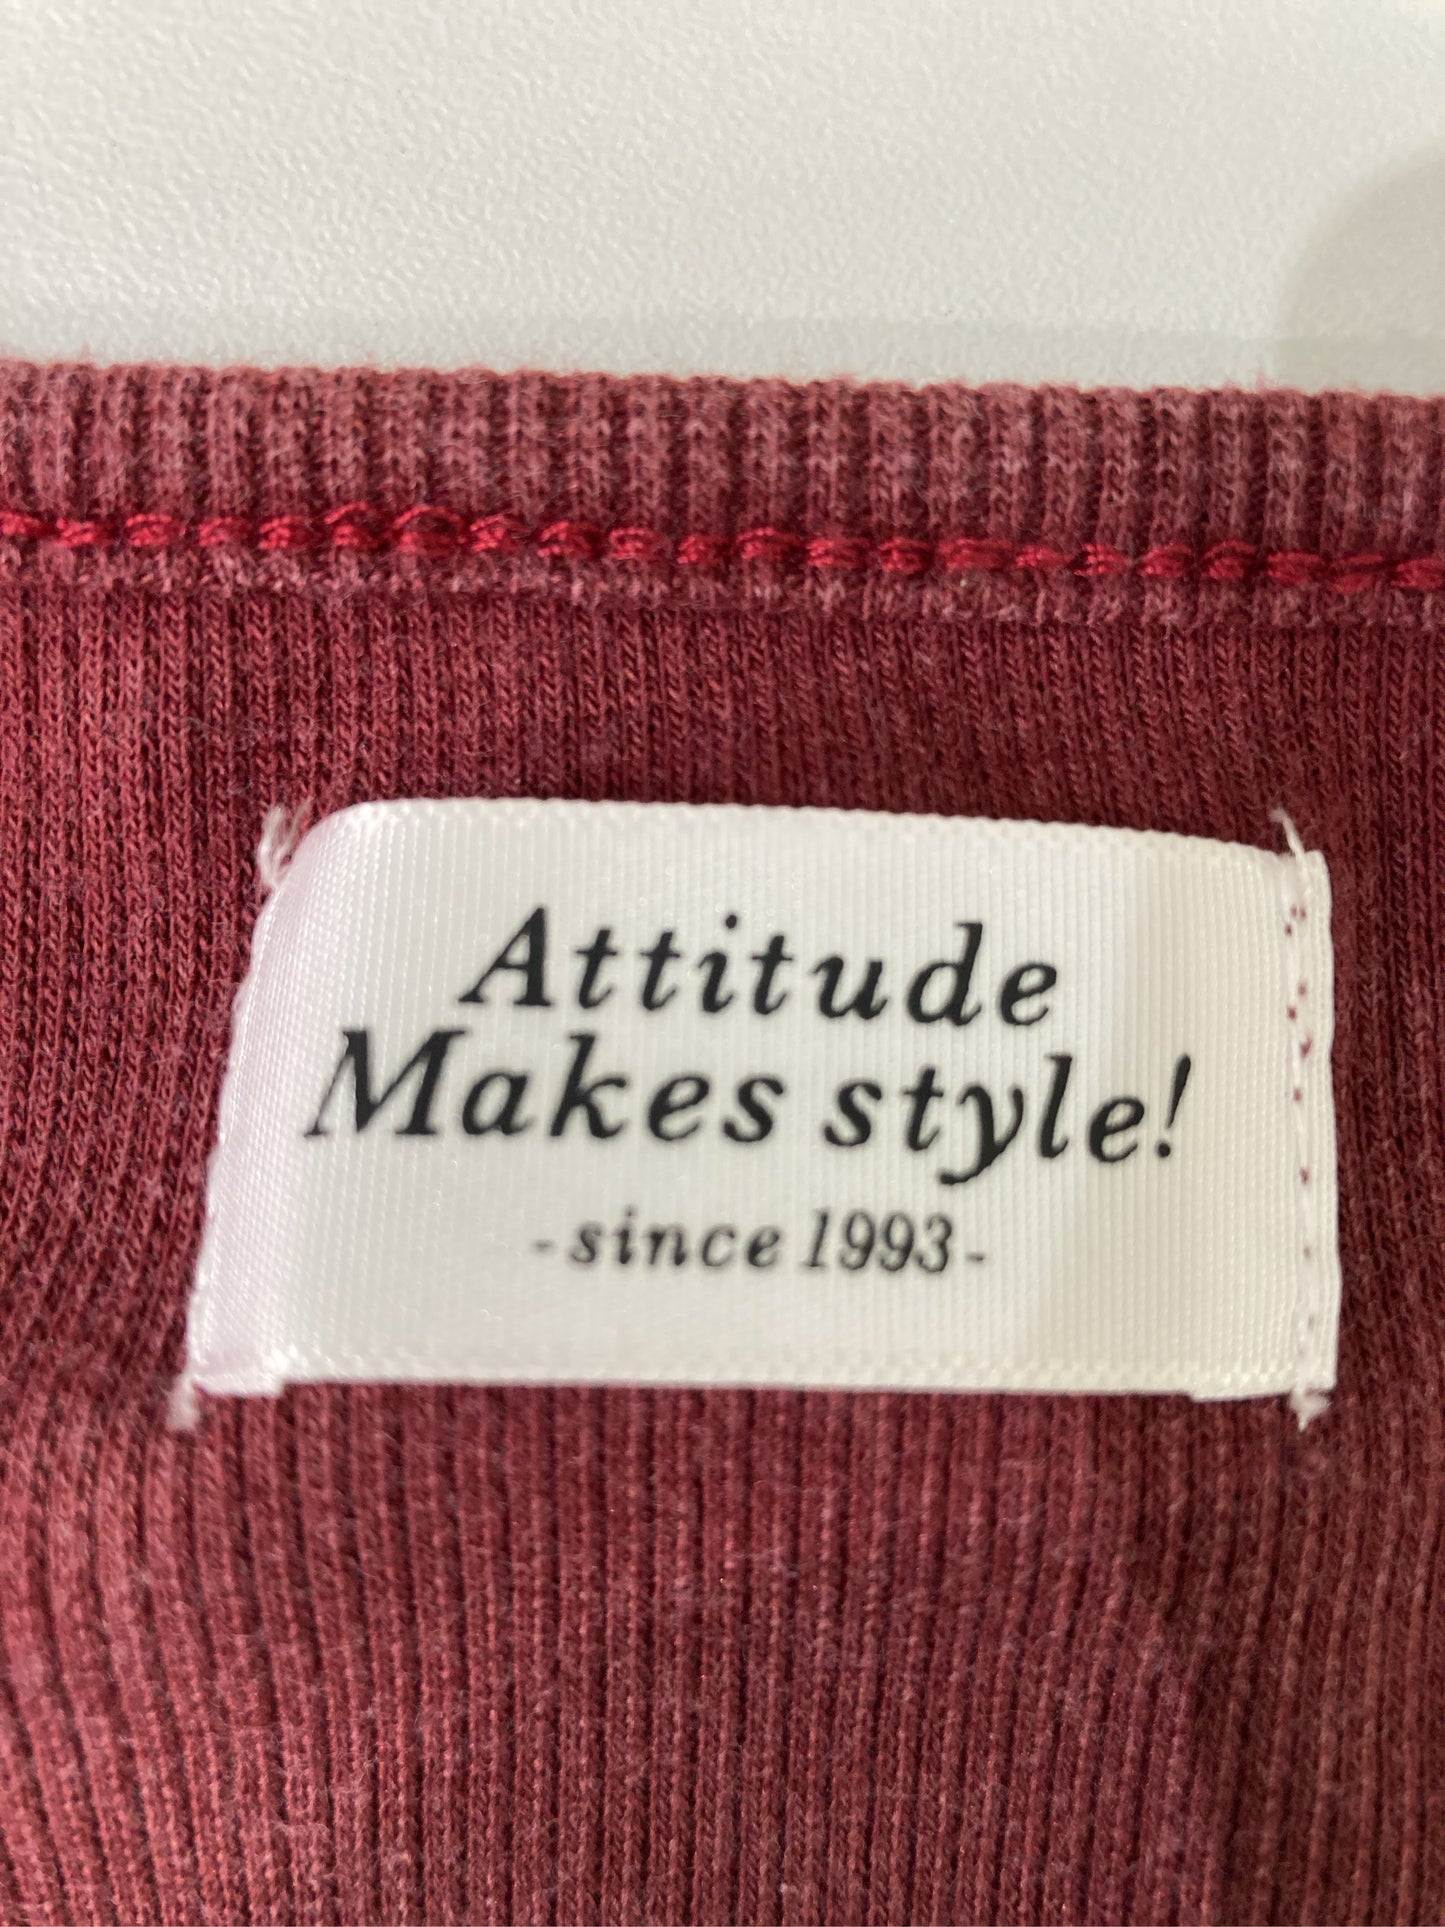 Attitude
Makes style!
- since 1993 -